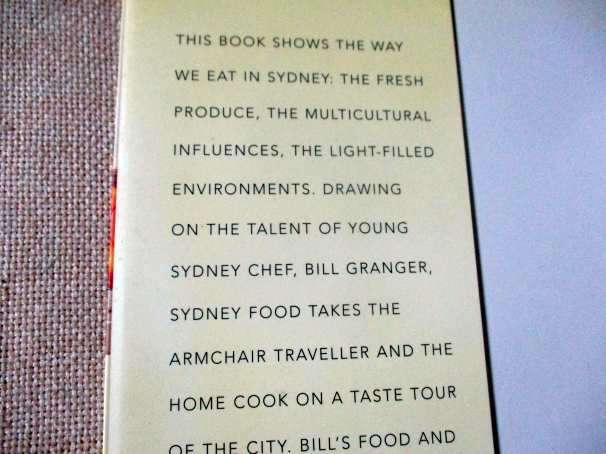 THIS BOOK SHOWS THE WAY
WE EAT IN SYDNEY: THE FRESH
PRODUCE, THE MULTICULTURAL
INFLUENCES, THE LIGHT-FILLED
ENVIRONMENTS. DRAWING
ON THE TALENT OF YOUNG
SYDNEY CHEF, BILL GRANGER,
SYDNEY FOOD TAKES THE
ARMCHAIR TRAVELLER AND THE
HOME COOK ON A TASTE TOUR
OF THE CITY. BILL'S FOOD AND